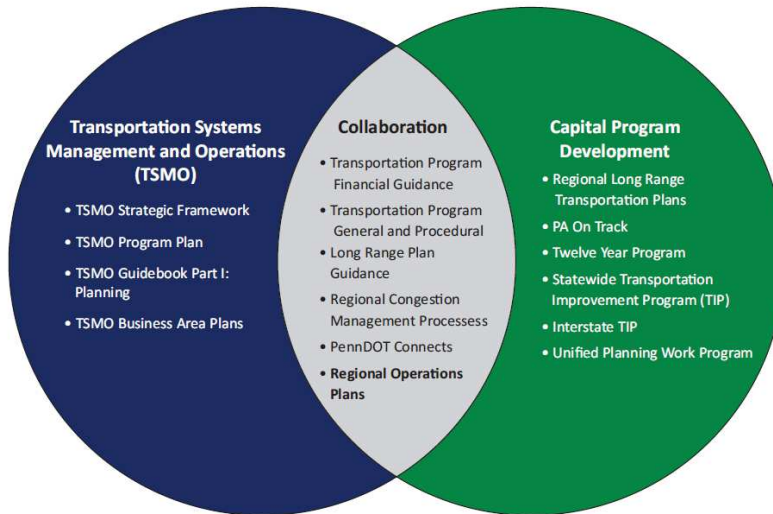 Transportation Systems
Management and Operations
(TSMO)
• TSMO Strategic Framework
• TSMO Program Plan
• TSMO Guidebook Part I:
Planning
• TSMO Business Area Plans
Collaboration
• Transportation Program
Financial Guidance
• Transportation Program
General and Procedural
• Long Range Plan
Guidance
• Regional Congestion
Management Processess
• PennDOT Connects
• Regional Operations
Plans
Capital Program
Development
• Regional Long Range
Transportation Plans
• PA On Track
• Twelve Year Program
• Statewide Transportation
Improvement Program (TIP)
• Interstate TIP
• Unified Planning Work Program